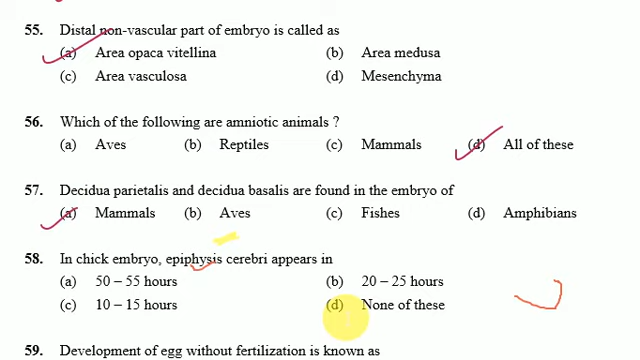 55. Distal non-vascular part of embryo is called as
(a) Area opaca vitellina (b) Area medusa
(c) Area vasculosa (d) Mesenchyma
56. Which of the following are amniotic animals ?
(a) Aves (b) Reptiles (c) Mammals (d) All of these
57. Decidua parietalis and decidua basalis are found in the embryo of
(a) Mammals (b) Aves (c) Fishes (d) Amphibians
58. In chick embryo, epiphysis cerebri appears in
(a) 50 – 55 hours (b) 20 – 25 hours
(c) 10 – 15 hours (d) None of these
59. Development of egg without fertilization is known as